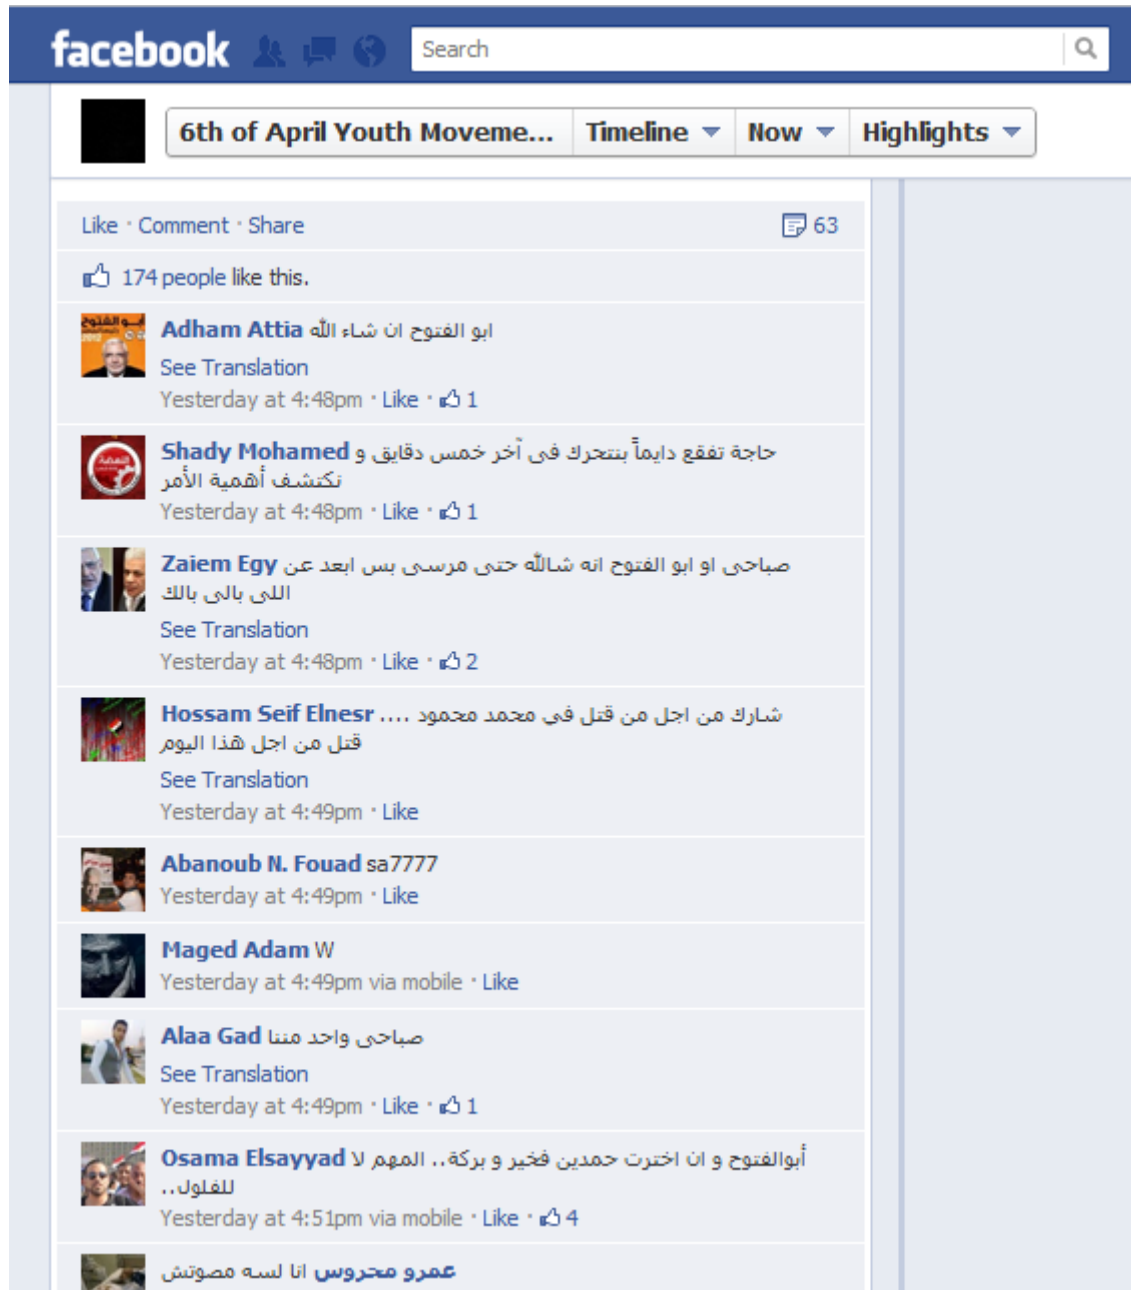 facebook Search
6th of April Youth Moveme... Timeline Now Highlights
Like · Comment · Share 63
174 people like this.
Adham Attia ابو الفتوح ان شاء الله
See Translation
Yesterday at 4:48pm · Like · 1
Shady Mohamed حاجة تفقع دايماً بنتحرك فى آخر خمس دقايق و
نكتشف أهمية الأمر
Yesterday at 4:48pm · Like · 1
Zaiem Egy صباحى او ابو الفتوح انه شالله حتى مرسى بس ابعد عن
اللى بالى بالك
See Translation
Yesterday at 4:48pm · Like · 2
Hossam Seif Elnesr شارك من اجل من قتل في محمد محمود ....
قتل من اجل هذا اليوم
See Translation
Yesterday at 4:49pm · Like
Abanoub N. Fouad sa7777
Yesterday at 4:49pm · Like
Maged Adam W
Yesterday at 4:49pm via mobile · Like
Alaa Gad صباحى واحد مننا
See Translation
Yesterday at 4:49pm · Like · 1
Osama Elsayyad أبوالفتوح و ان اخترت حمدين فخير و بركة.. المهم لا
للفلول..
Yesterday at 4:51pm via mobile · Like · 4
عمرو محروس انا لسه مصوتش